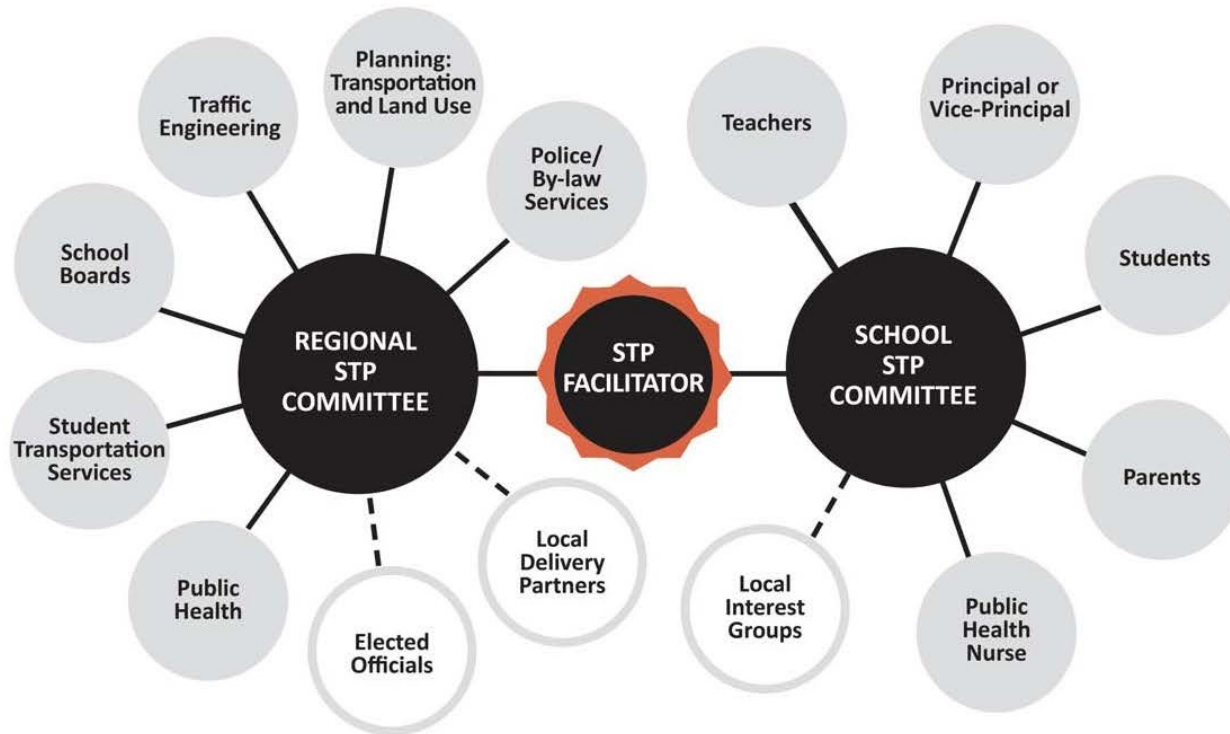 Traffic
Engineering
Planning:
Transportation
and Land Use
Police/
By-law
Services
School
Boards
REGIONAL
STP
COMMITTEE
Student
Transportation
Services
Public
Health
Elected
Officials
Local
Delivery
Partners
STP
FACILITATOR
Teachers
Principal or
Vice-Principal
Students
SCHOOL
STP
COMMITTEE
Parents
Local
Interest
Groups
Public
Health
Nurse